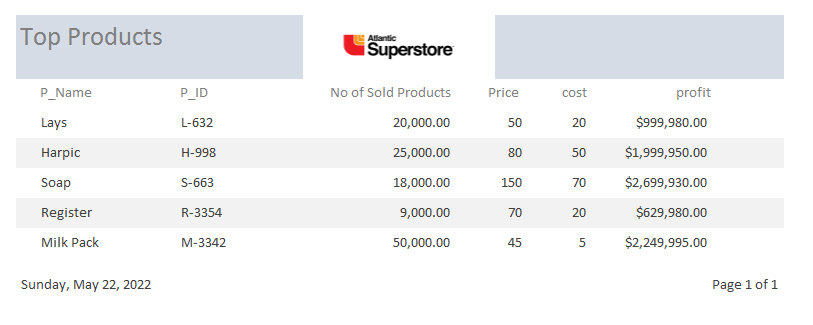 Top Products
Atlantic
Superstore
P_Name P_ID No of Sold Products Price cost profit
Lays L-632 20,000.00 50 20 $999,980.00
Harpic H-998 25,000.00 80 50 $1,999,950.00
Soap S-663 18,000.00 150 70 $2,699,930.00
Register R-3354 9,000.00 70 20 $629,980.00
Milk Pack M-3342 50,000.00 45 5 $2,249,995.00
Sunday, May 22, 2022 Page 1 of 1